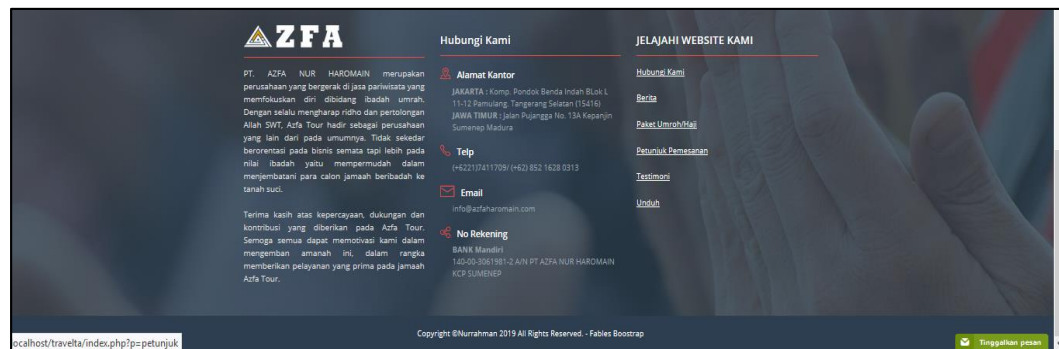 AZFA
PT. AZFA NUR HAROMAIN merupakan
perusahaan yang bergerak di jasa pariwisata yang
memfokuskan diri dibidang ibadah umrah.
Dengan selalu mengharap ridho dan pertolongan
Allah SWT, Azfa Tour hadir sebagai perusahaan
yang lain dari pada umumnya. Tidak sekedar
berorentasi pada bisnis semata tapi lebih pada
nilai ibadah yaitu mempermudah dalam
menjembatani para calon jamaah beribadah ke
tanah suci.
Terima kasih atas kepercayaan, dukungan dan
kontribusi yang diberikan pada Azfa Tour.
Semoga semua dapat memotivasi kami dalam
mengemban amanah ini, dalam rangka
memberikan pelayanan yang prima pada jamaah
Azfa Tour.
Hubungi Kami
Alamat Kantor
JAKARTA : Komp. Pondok Benda Indah BLok L
11-12 Pamulang. Tangerang Selatan (15416)
JAWA TIMUR : Jalan Pujangga No. 13A Kepanjin
Sumenep Madura
Telp
(+6221)7411709/ (+62) 852 1628 0313
Email
info@azfaharomain.com
No Rekening
BANK Mandiri
140-00-3061981-2 A/N PT AZFA NUR HAROMAIN
KCP SUMENEP
JELAJAHI WEBSITE KAMI
Hubungi Kami
Berita
Paket Umroh/Haji
Petunjuk Pemesanan
Testimoni
Unduh
Copyright ©Nurrahman 2019 All Rights Reserved. - Fables Boostrap
ocalhost/travelta/index.php?p=petunjuk
Tinggalkan pesan